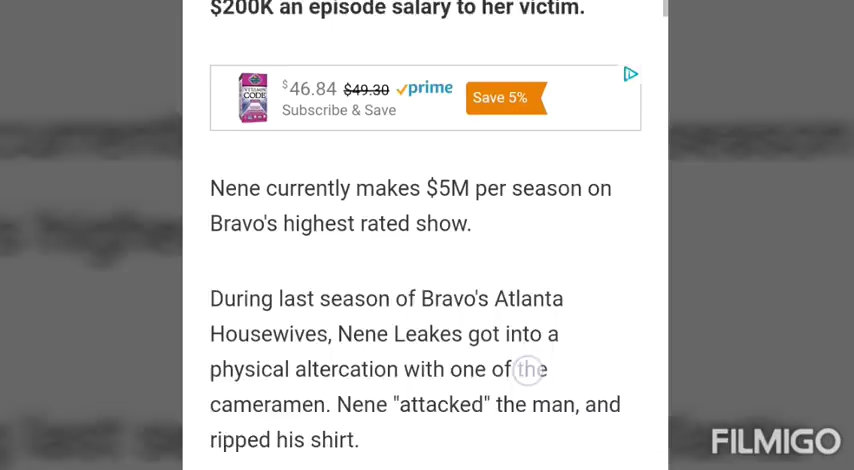 $200K an episode salary to her victim.
VITAMIN
CODE
$46.84 $49.30 prime
Subscribe & Save
Save 5%
Nene currently makes $5M per season on
Bravo's highest rated show.
During last season of Bravo's Atlanta
Housewives, Nene Leakes got into a
physical altercation with one of the
cameramen. Nene "attacked" the man, and
ripped his shirt.
FILMIGO